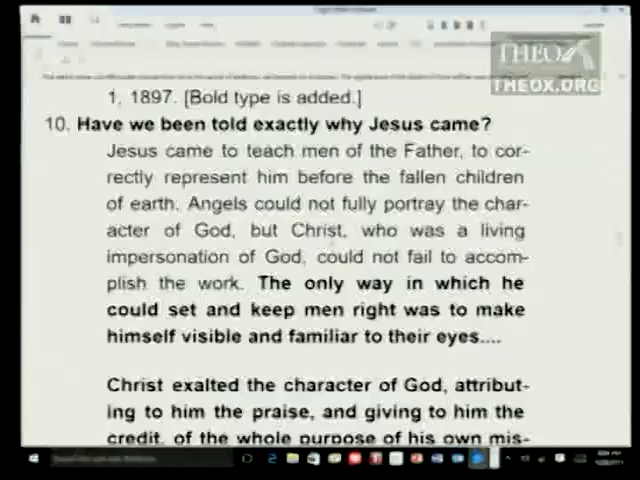 THEOX
THEOX.ORG
1, 1897. [Bold type is added.]
10. Have we been told exactly why Jesus came?
Jesus came to teach men of the Father, to cor-
rectly represent him before the fallen children
of earth. Angels could not fully portray the char-
acter of God, but Christ, who was a living
impersonation of God, could not fail to accom-
plish the work. The only way in which he
could set and keep men right was to make
himself visible and familiar to their eyes....
Christ exalted the character of God, attribut-
ing to him the praise, and giving to him the
credit, of the whole purpose of his own mis-